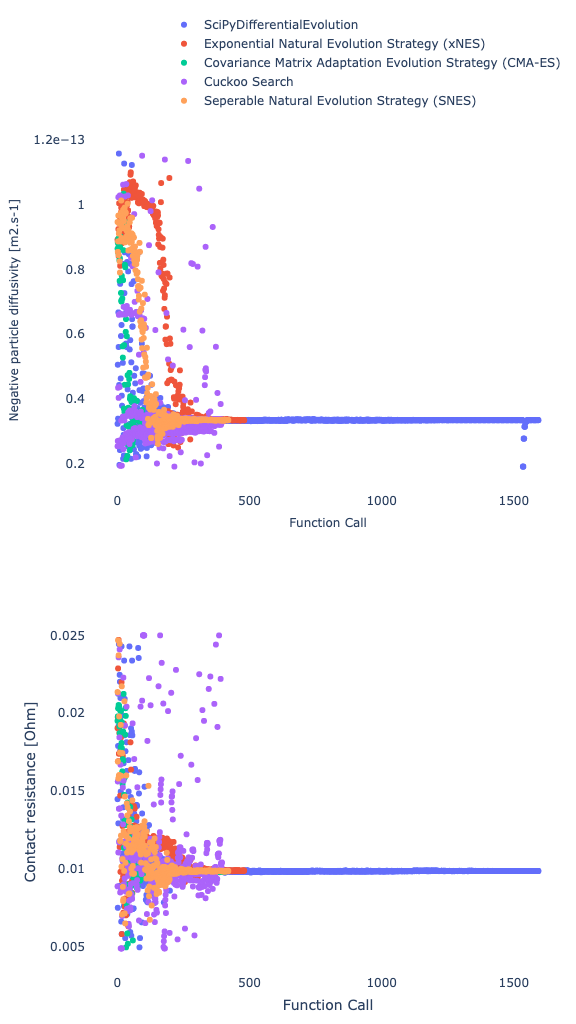 SciPyDifferentialEvolution
Exponential Natural Evolution Strategy (xNES)
Covariance Matrix Adaptation Evolution Strategy (CMA-ES)
Cuckoo Search
Seperable Natural Evolution Strategy (SNES)
1.2e−13
1
0.8
0.6
0.4
0.2
Negative particle diffusivity [m2.s-1]
0 500 1000 1500
Function Call
0.025
0.02
0.015
0.01
0.005
Contact resistance [Ohm]
0 500 1000 1500
Function Call